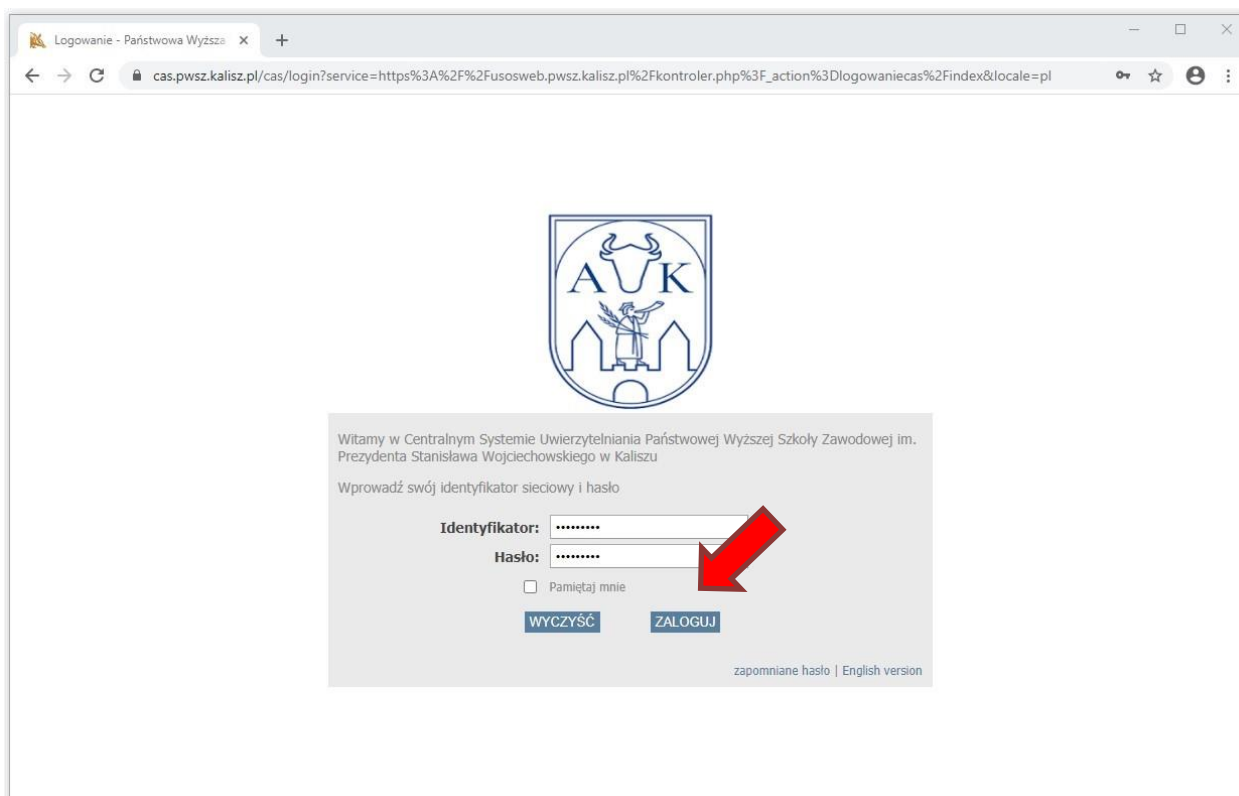 Logowanie - Państwowa Wyższa
cas.pwsz.kalisz.pl/cas/login?service=https%3A%2F%2Fusosweb.pwsz.kalisz.pl%2Fkontroler.php%3F_action%3Dlogowaniecas%2Findex&locale=pl
A K
Witamy w Centralnym Systemie Uwierzytelniania Państwowej Wyższej Szkoły Zawodowej im.
Prezydenta Stanisława Wojciechowskiego w Kaliszu
Wprowadź swój identyfikator sieciowy i hasło
Identyfikator: •••••••••
Hasło: •••••••••
Pamiętaj mnie
WYCZYŚĆ ZALOGUJ
zapomniane hasło | English version